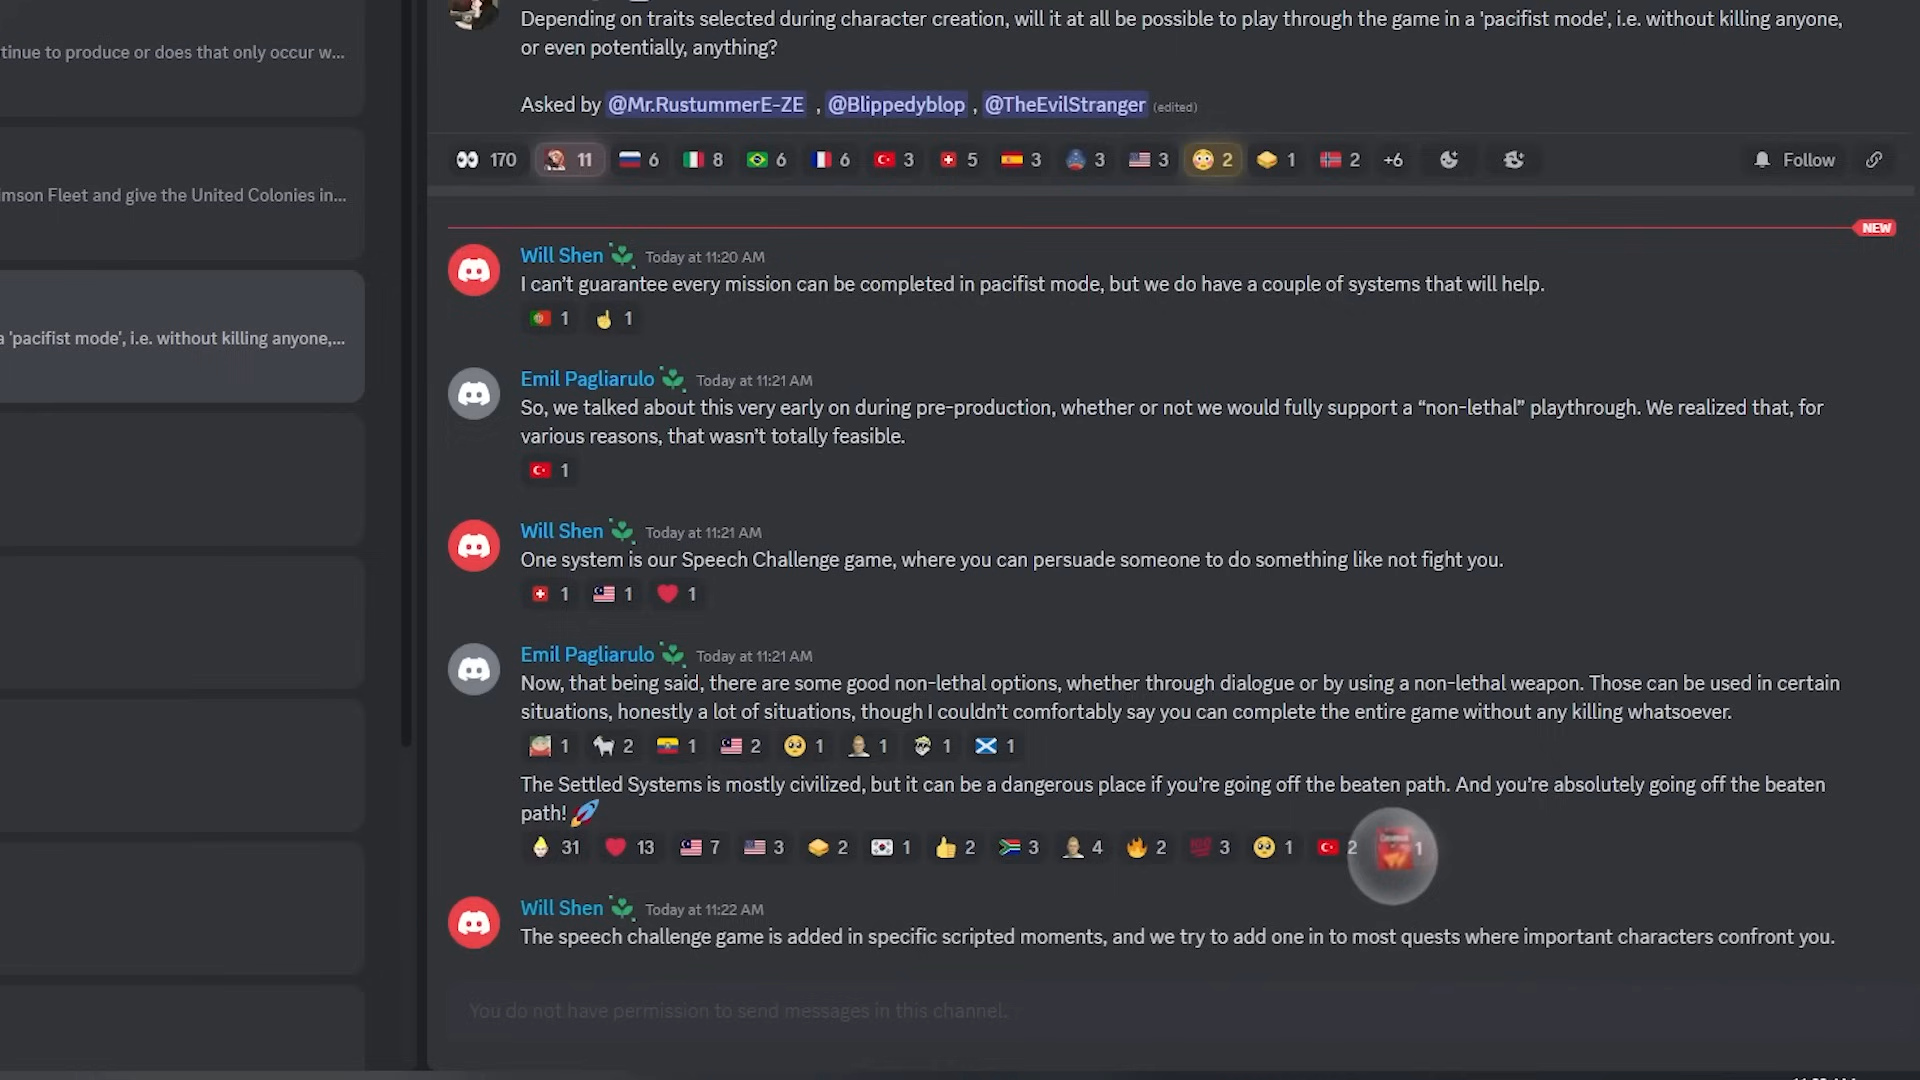 Depending on traits selected during character creation, will it at all be possible to play through the game in a 'pacifist mode', i.e. without killing anyone,
or even potentially, anything?
tinue to produce or does that only occur w...
Asked by @Mr.RustummerE-ZE , @Blippedyblop , @TheEvilStranger (edited)
170 11 6 8 6 6 3 5 3 3 3 2 1 2 +6 Follow
imson Fleet and give the United Colonies in...
NEW
Will Shen Today at 11:20 AM
I can't guarantee every mission can be completed in pacifist mode, but we do have a couple of systems that will help.
1 1
a 'pacifist mode', i.e. without killing anyone,...
Emil Pagliarulo Today at 11:21 AM
So, we talked about this very early on during pre-production, whether or not we would fully support a “non-lethal” playthrough. We realized that, for
various reasons, that wasn't totally feasible.
1
Will Shen Today at 11:21 AM
One system is our Speech Challenge game, where you can persuade someone to do something like not fight you.
1 1 1
Emil Pagliarulo Today at 11:21 AM
Now, that being said, there are some good non-lethal options, whether through dialogue or by using a non-lethal weapon. Those can be used in certain
situations, honestly a lot of situations, though I couldn't comfortably say you can complete the entire game without any killing whatsoever.
1 2 1 2 1 1 1 1
The Settled Systems is mostly civilized, but it can be a dangerous place if you're going off the beaten path. And you're absolutely going off the beaten
path!
31 13 7 3 2 1 2 3 4 2 3 1 2 1
Will Shen Today at 11:22 AM
The speech challenge game is added in specific scripted moments, and we try to add one in to most quests where important characters confront you.
You do not have permission to send messages in this channel.